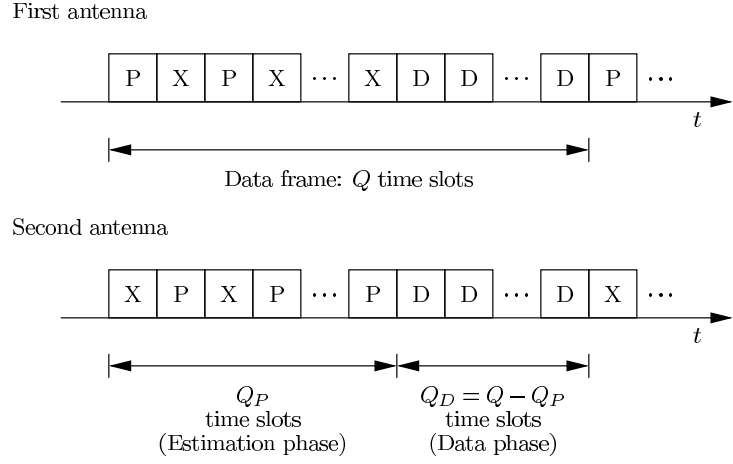 First antenna
P X P X ··· X D D ··· D P ···
t
Data frame: Q time slots
Second antenna
X P X P ··· P D D ··· D X ···
t
Q_P
time slots
(Estimation phase)
Q_D = Q − Q_P
time slots
(Data phase)